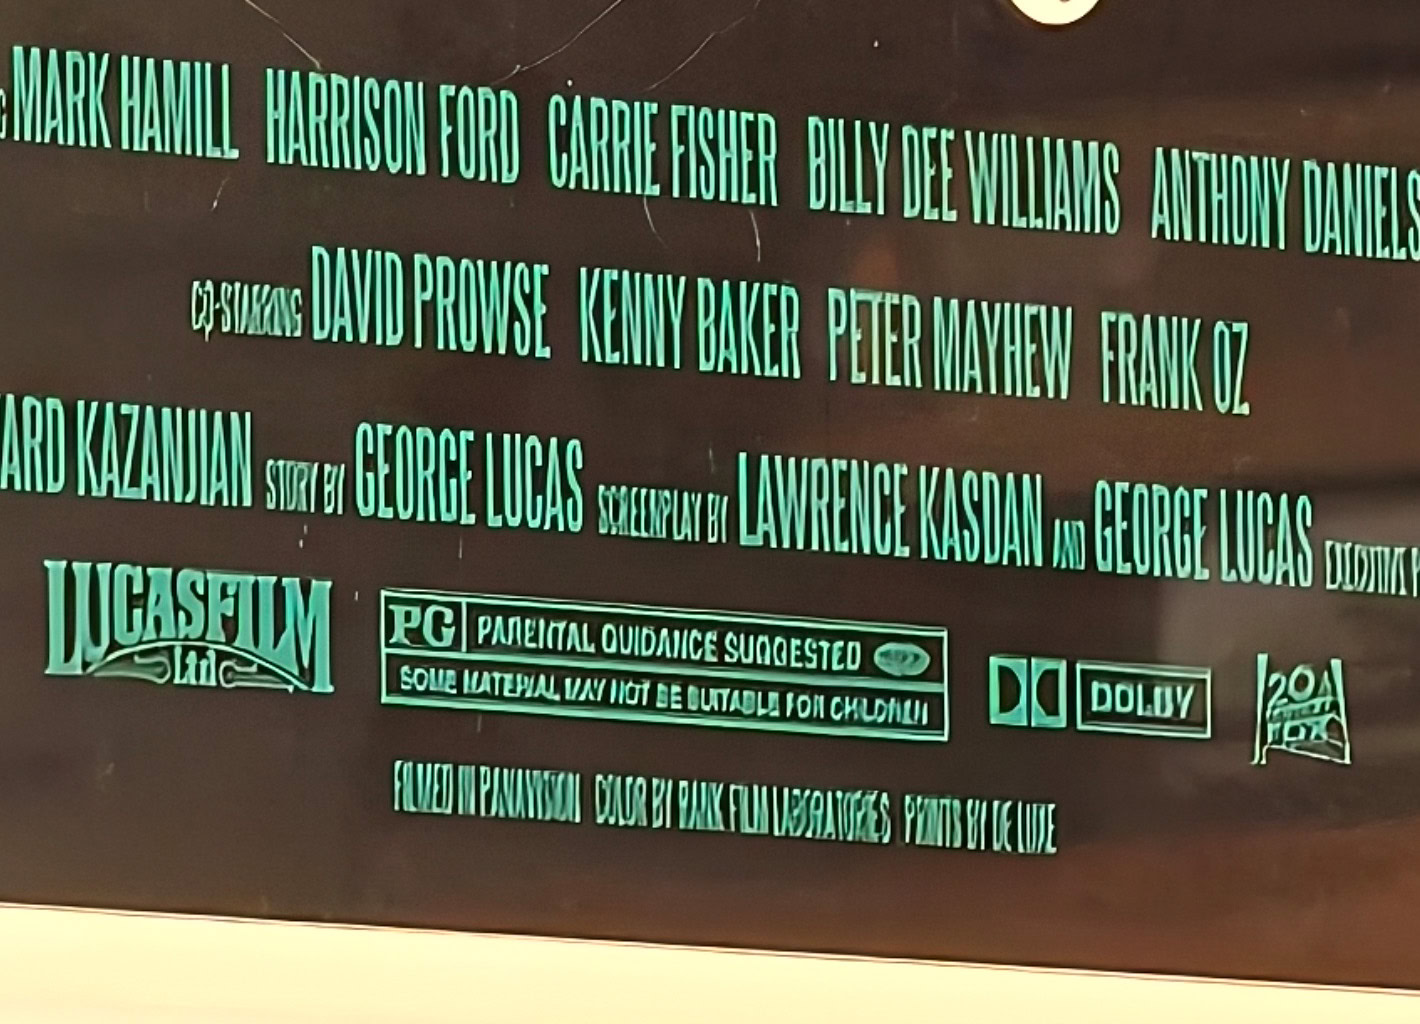 MARK HAMILL HARRISON FORD CARRIE FISHER BILLY DEE WILLIAMS ANTHONY DANIELS
CO-STARRING DAVID PROWSE KENNY BAKER PETER MAYHEW FRANK OZ
ARD KAZANJIAN STORY BY GEORGE LUCAS SCREENPLAY BY LAWRENCE KASDAN AND GEORGE LUCAS EXECUTIVE
LUCASFILM
Ltd
PG PARENTAL GUIDANCE SUGGESTED
SOME MATERIAL MAY NOT BE SUITABLE FOR CHILDREN
DOLBY
20th
CENTURY
FOX
FILMED IN PANAVISION COLOR BY RANK FILM LABORATORIES PRINTS BY DE LUXE